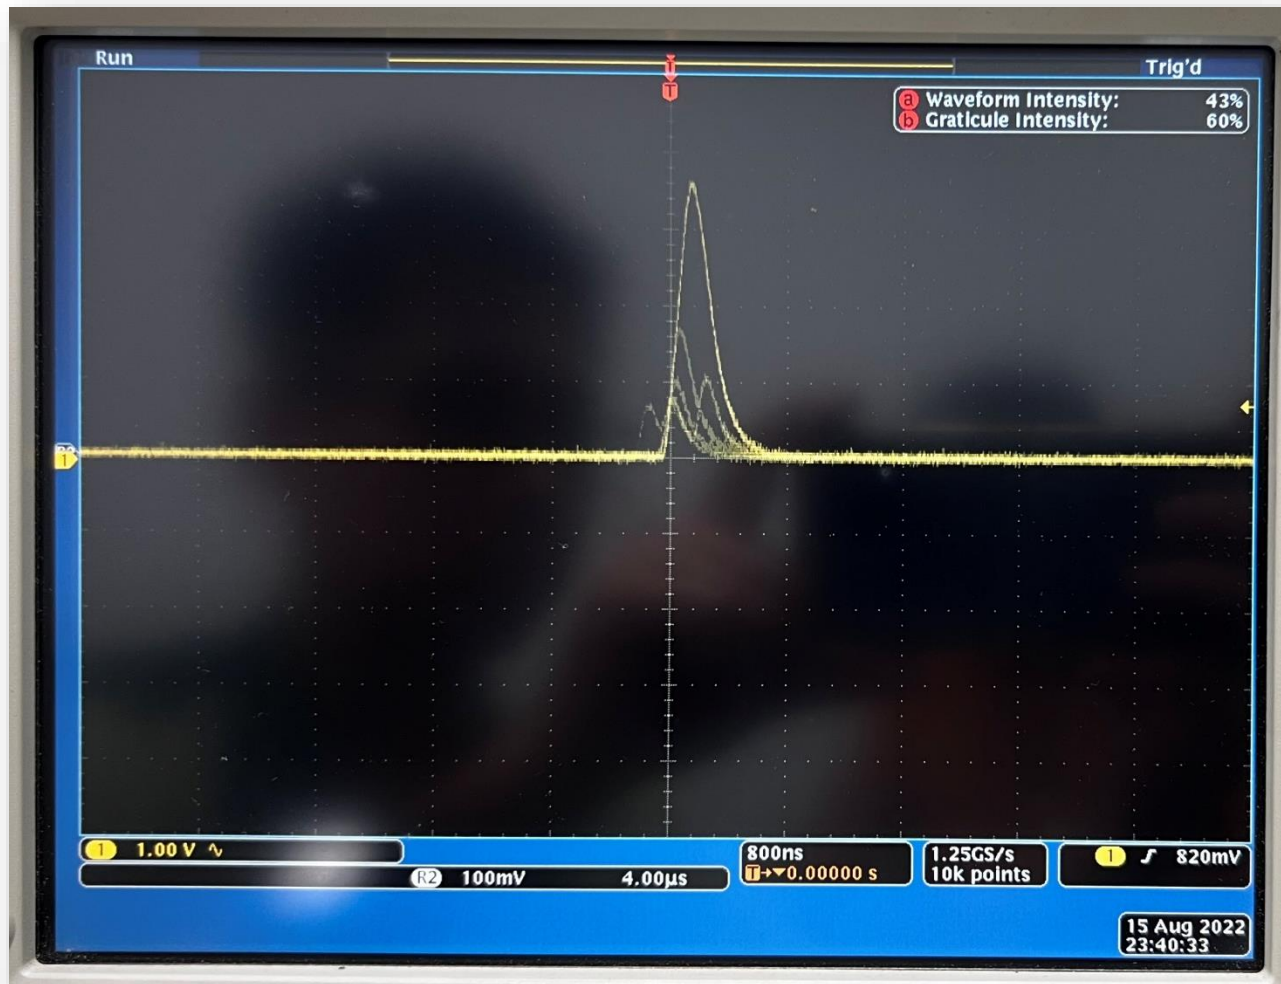 Run
Trig'd
T
T
a Waveform Intensity: 43%
b Graticule Intensity: 60%
1
1 1.00 V ∿
R2 100mV 4.00µs
800ns
T→▼0.00000 s
1.25GS/s
10k points
1 ʃ 820mV
15 Aug 2022
23:40:33